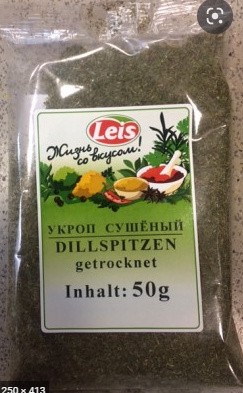 Leis
Жизнь
со вкусом!
УКРОП СУШЁНЫЙ
DILLSPITZEN
getrocknet
Inhalt: 50g
250 × 413